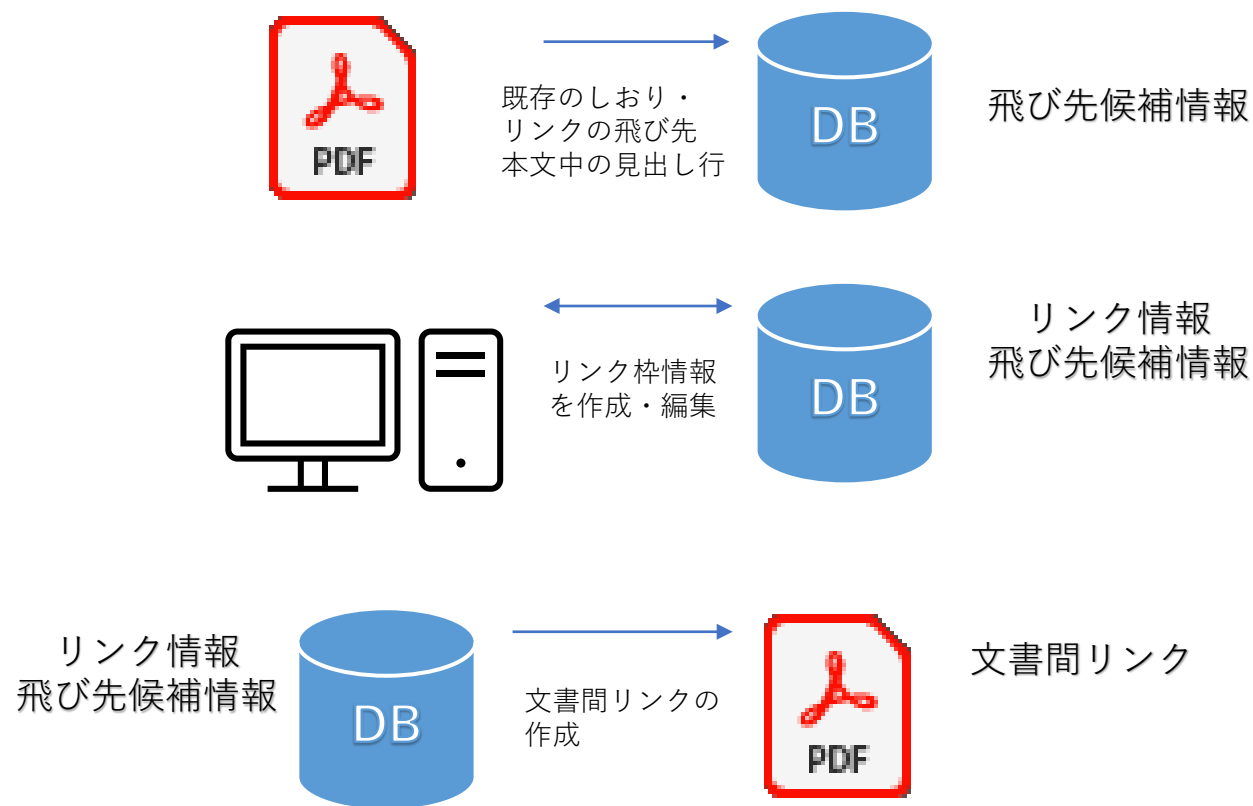 PDF
既存のしおり・
リンクの飛び先
本文中の見出し行
DB
飛び先候補情報
リンク枠情報
を作成・編集
DB
リンク情報
飛び先候補情報
リンク情報
飛び先候補情報
DB
文書間リンクの
作成
PDF
文書間リンク